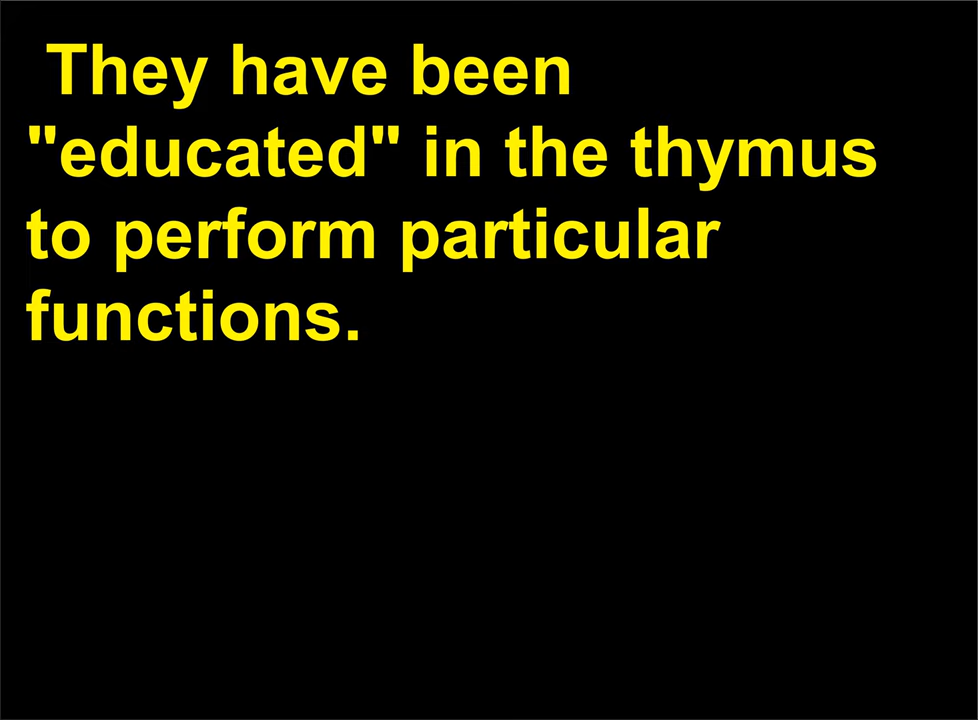 They have been
"educated" in the thymus
to perform particular
functions.